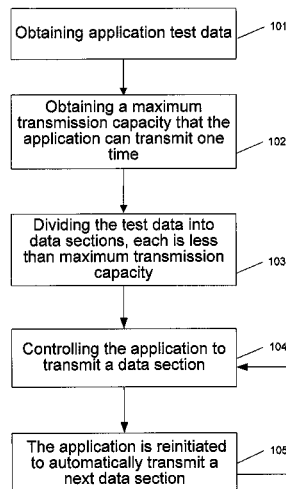 Obtaining application test data
101
Obtaining a maximum
transmission capacity that the
application can transmit one
time
102
Dividing the test data into
data sections, each is less
than maximum transmission
capacity
103
Controlling the application to
transmit a data section
104
The application is reinitiated
to automatically transmit a
next data section
105